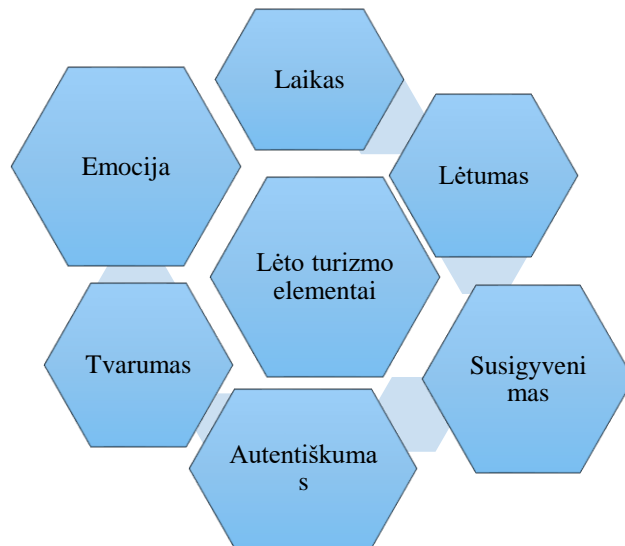 Laikas
Emocija
Lėtumas
Lėto turizmo
elementai
Tvarumas
Susigyveni
mas
Autentiškuma
s